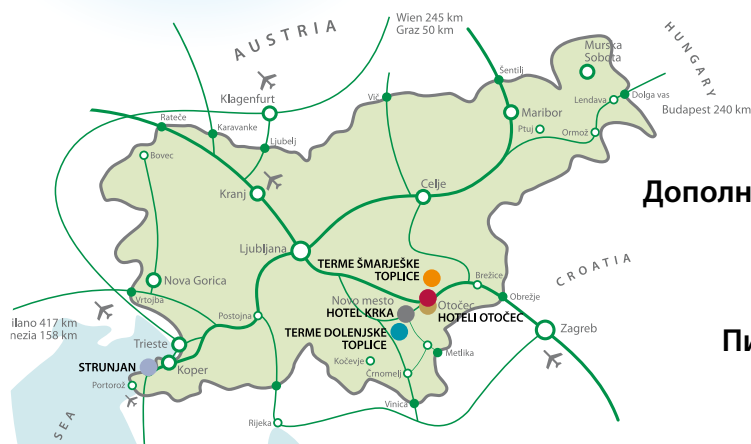 AUSTRIA
Wien 245 km
Graz 50 km
HUNGARY
Murska
Sobota
Šentilj
Klagenfurt
Vič
Lendava
Dolga vas
Budapest 240 km
Rateče
Karavanke
Ljubelj
Maribor
Ptuj
Ormož
Bovec
Kranj
Celje
Дополн
Ljubljana
TERME ŠMARJEŠKE
TOPLICE
CROATIA
Nova Gorica
Brežice
Vrtojba
Novo mesto
HOTEL KRKA
Otočec
HOTELI OTOČEC
Obrežje
ilano 417 km
nezia 158 km
Postojna
TERME DOLENJSKE
TOPLICE
Zagreb
Trieste
Metlika
Пи
STRUNJAN
Koper
Kočevje
Črnomelj
Portorož
Vinica
SEA
Rijeka